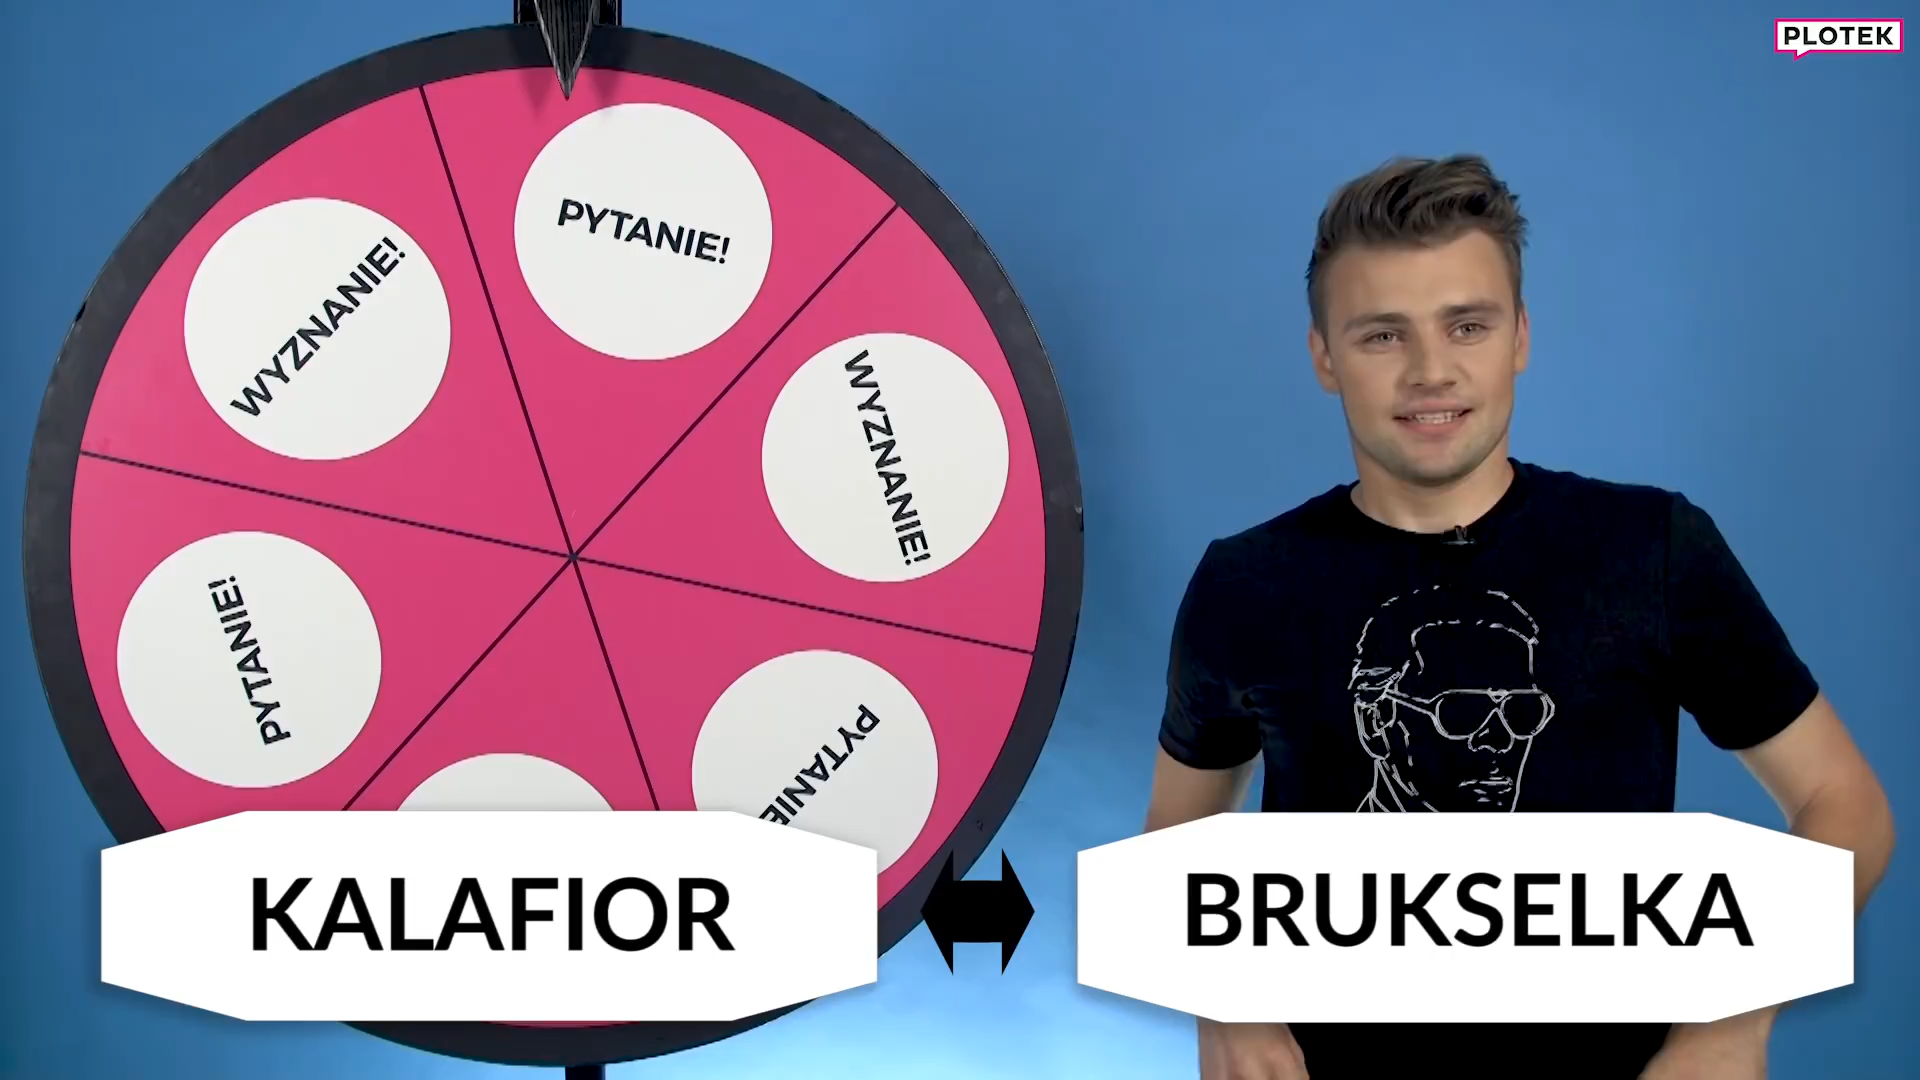 PLOTEK
PYTANIE!
WYZNANIE!
WYZNANIE!
PYTANIE!
PYTANIE
KALAFIOR
BRUKSELKA